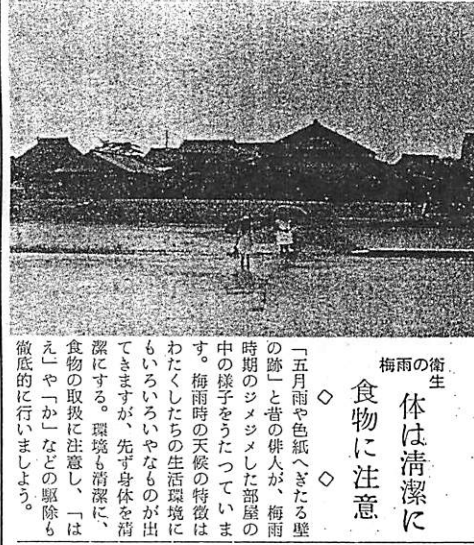 梅雨の衛生
体は清潔に
食物に注意
◇ ◇
「五月雨や色紙へぎたる壁
の跡」と昔の俳人が、梅雨
時期のジメジメした部屋の
中の様子をうたつていま
す。梅雨時の天候の特徴は
わたくしたちの生活環境に
もいろいろいやなものが出
てきますが、先ず身体を清
潔にする。環境も清潔に、
食物の取扱に注意し、「は
え」や「か」などの駆除も
徹底的に行いましよう。